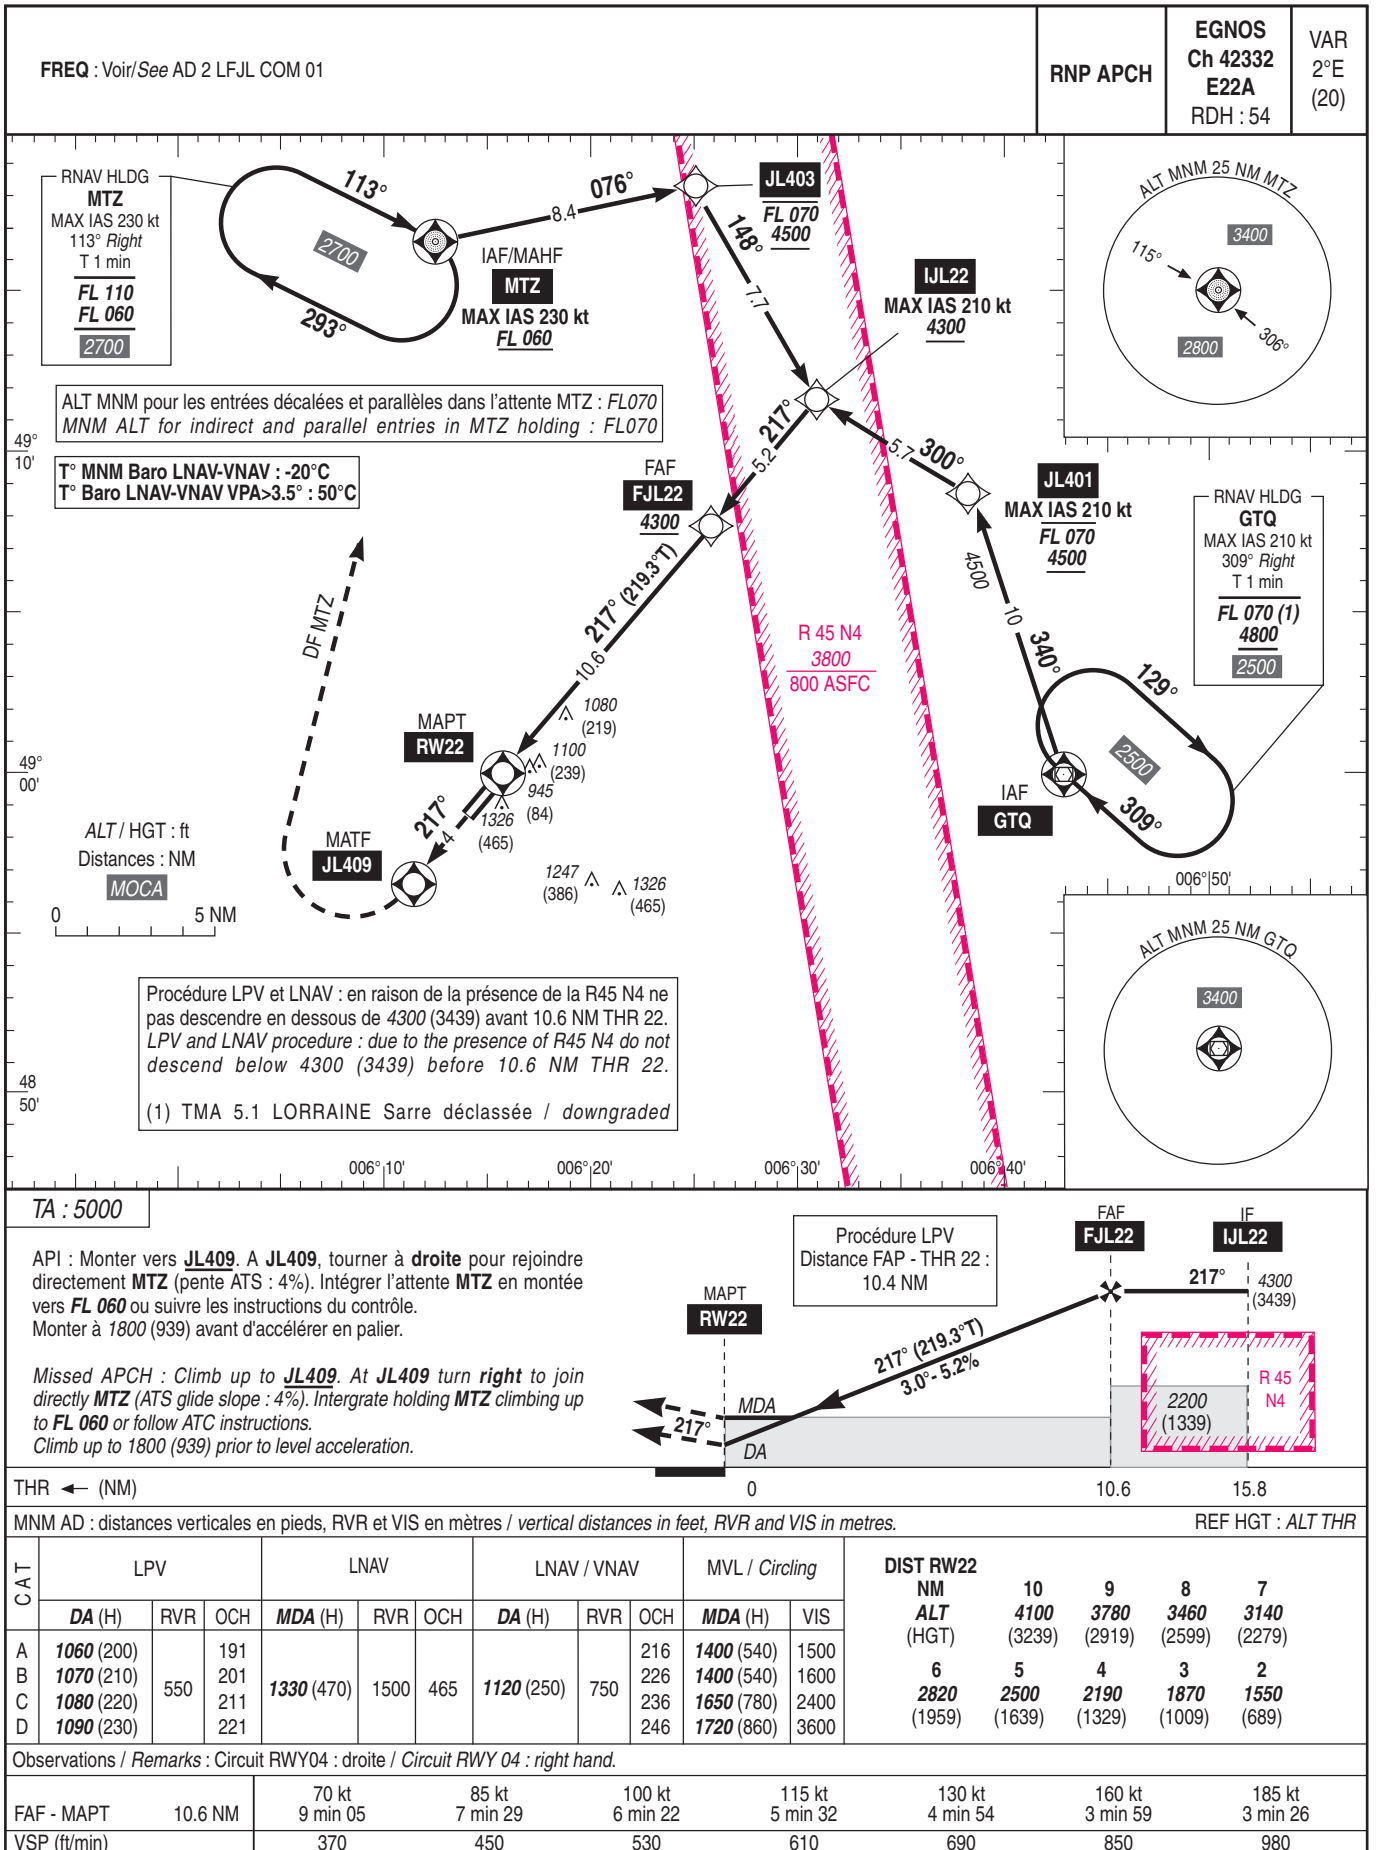 FREQ : Voir/See AD 2 LFJL COM 01
RNP APCH
EGNOS
Ch 42332
E22A
RDH : 54
VAR
2°E
(20)
RNAV HLDG
MTZ
MAX IAS 230 kt
113° Right
T 1 min
FL 110
FL 060
2700
113°
2700
293°
076°
8.4
IAF/MAHF
MTZ
MAX IAS 230 kt
FL 060
JL403
FL 070
4500
148°
7.7
IJL22
MAX IAS 210 kt
4300
ALT MNM 25 NM MTZ
3400
115°
306°
2800
ALT MNM pour les entrées décalées et parallèles dans l'attente MTZ : FL070
MNM ALT for indirect and parallel entries in MTZ holding : FL070
T° MNM Baro LNAV-VNAV : -20°C
T° Baro LNAV-VNAV VPA>3.5° : 50°C
49°
10'
217°
5.2
FAF
FJL22
4300
5.7
300°
JL401
MAX IAS 210 kt
FL 070
4500
RNAV HLDG
GTQ
MAX IAS 210 kt
309° Right
T 1 min
FL 070 (1)
4800
2500
4500
10
340°
129°
2500
309°
IAF
GTQ
DF MTZ
217° (219.3°T)
10.6
R 45 N4
3800
800 ASFC
1080
(219)
1100
(239)
945
(84)
1326
(465)
MAPT
RW22
49°
00'
217°
4
MATF
JL409
1247
(386)
1326
(465)
ALT / HGT : ft
Distances : NM
MOCA
0
5 NM
006° 50'
ALT MNM 25 NM GTQ
3400
Procédure LPV et LNAV : en raison de la présence de la R45 N4 ne
pas descendre en dessous de 4300 (3439) avant 10.6 NM THR 22.
LPV and LNAV procedure : due to the presence of R45 N4 do not
descend below 4300 (3439) before 10.6 NM THR 22.
(1) TMA 5.1 LORRAINE Sarre déclassée / downgraded
48
50'
006° 10'
006° 20'
006° 30'
006° 40'
TA : 5000
API : Monter vers JL409. A JL409, tourner à droite pour rejoindre
directement MTZ (pente ATS : 4%). Intégrer l'attente MTZ en montée
vers FL 060 ou suivre les instructions du contrôle.
Monter à 1800 (939) avant d'accélérer en palier.
Missed APCH : Climb up to JL409. At JL409 turn right to join
directly MTZ (ATS glide slope : 4%). Intergrate holding MTZ climbing up
to FL 060 or follow ATC instructions.
Climb up to 1800 (939) prior to level acceleration.
Procédure LPV
Distance FAP - THR 22 :
10.4 NM
FAF
FJL22
IF
IJL22
217°
4300
(3439)
MAPT
RW22
217° (219.3°T)
3.0°- 5.2%
MDA
217°
DA
2200
(1339)
R 45
N4
THR ← (NM)
0
10.6
15.8
MNM AD : distances verticales en pieds, RVR et VIS en mètres / vertical distances in feet, RVR and VIS in metres.
REF HGT : ALT THR
CAT
LPV
LNAV
LNAV / VNAV
MVL / Circling
DA (H) RVR OCH MDA (H) RVR OCH DA (H) RVR OCH MDA (H) VIS
A 1060 (200) 191 216 1400 (540) 1500
B 1070 (210) 201 226 1400 (540) 1600
550 1330 (470) 1500 465 1120 (250) 750
C 1080 (220) 211 236 1650 (780) 2400
D 1090 (230) 221 246 1720 (860) 3600
DIST RW22
NM 10 9 8 7
ALT 4100 3780 3460 3140
(HGT) (3239) (2919) (2599) (2279)
6 5 4 3 2
2820 2500 2190 1870 1550
(1959) (1639) (1329) (1009) (689)
Observations / Remarks : Circuit RWY04 : droite / Circuit RWY 04 : right hand.
70 kt 85 kt 100 kt 115 kt 130 kt 160 kt 185 kt
FAF - MAPT 10.6 NM 9 min 05 7 min 29 6 min 22 5 min 32 4 min 54 3 min 59 3 min 26
VSP (ft/min) 370 450 530 610 690 850 980